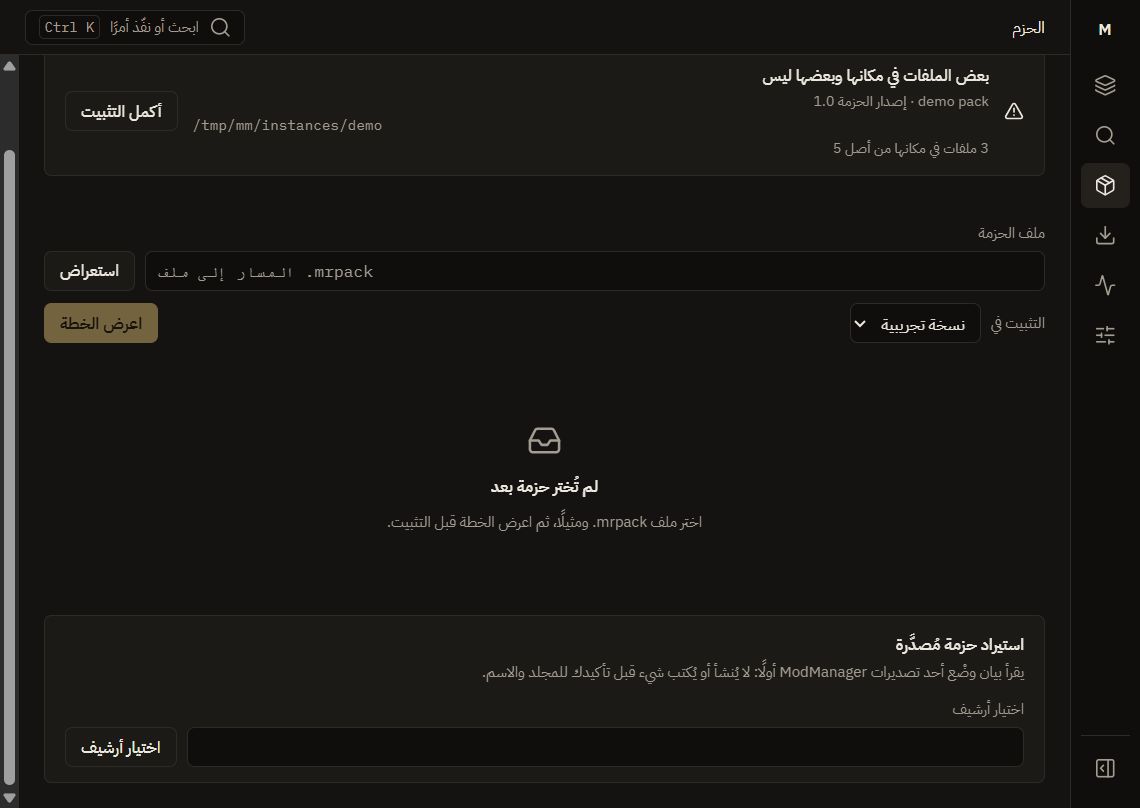 M
الحزم
ابحث أو نفّذ أمرًا
Ctrl K
بعض الملفات في مكانها وبعضها ليس
demo pack · إصدار الحزمة 1.0
3 ملفات في مكانها من أصل 5
/tmp/mm/instances/demo
أكمل التثبيت
ملف الحزمة
المسار إلى ملف .mrpack
استعراض
التثبيت في
نسخة تجريبية
اعرض الخطة
لم تُختر حزمة بعد
اختر ملف mrpack. ومثيلًا، ثم اعرض الخطة قبل التثبيت.
استيراد حزمة مُصدَّرة
يقرأ بيان وضْع أحد تصديرات ModManager أولًا: لا يُنشأ أو يُكتب شيء قبل تأكيدك للمجلد والاسم.
اختيار أرشيف
اختيار أرشيف